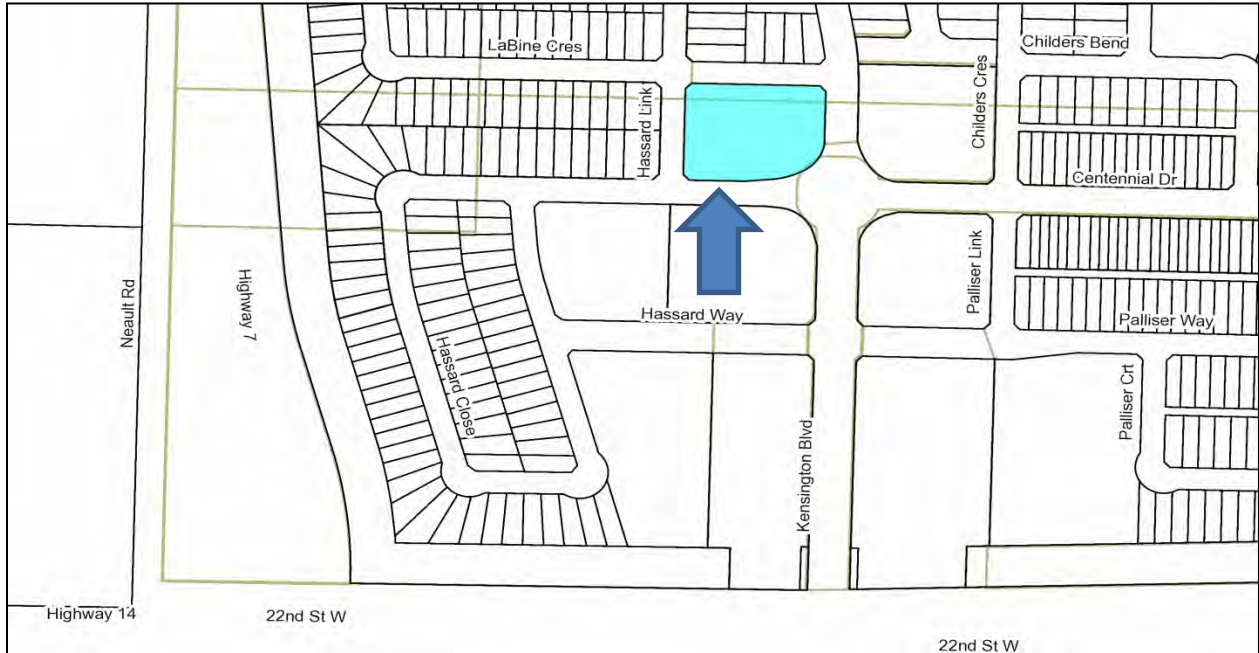 LaBine Cres
Childers Bend
Hassard Link
Childers Cres
Centennial Dr
Neault Rd
Highway 7
Hassard Way
Palliser Link
Palliser Way
Hassard Close
Palliser Crt
Kensington Blvd
Highway 14
22nd St W
22nd St W